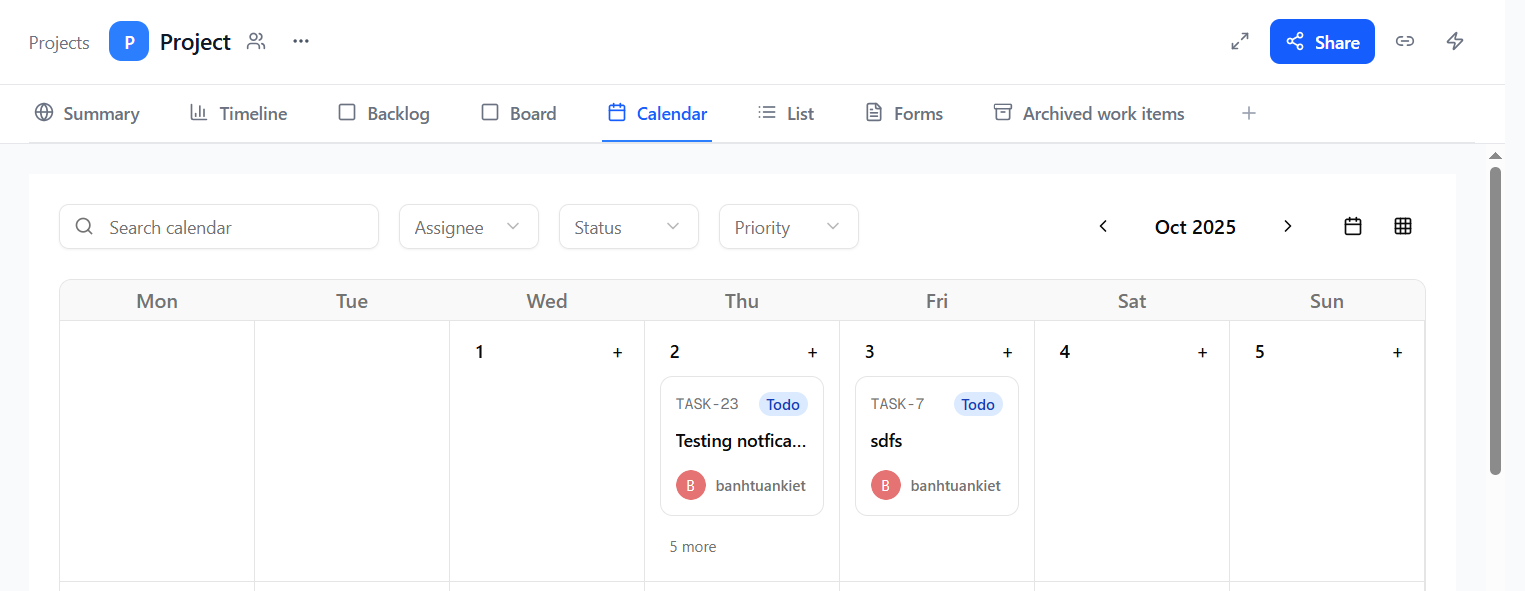 Projects P Project
Share
Summary Timeline Backlog Board Calendar List Forms Archived work items +
Search calendar Assignee Status Priority Oct 2025
Mon Tue Wed Thu Fri Sat Sun
1 + 2 + 3 + 4 + 5 +
TASK-23 Todo TASK-7 Todo
Testing notfica... sdfs
B banhtuankiet B banhtuankiet
5 more